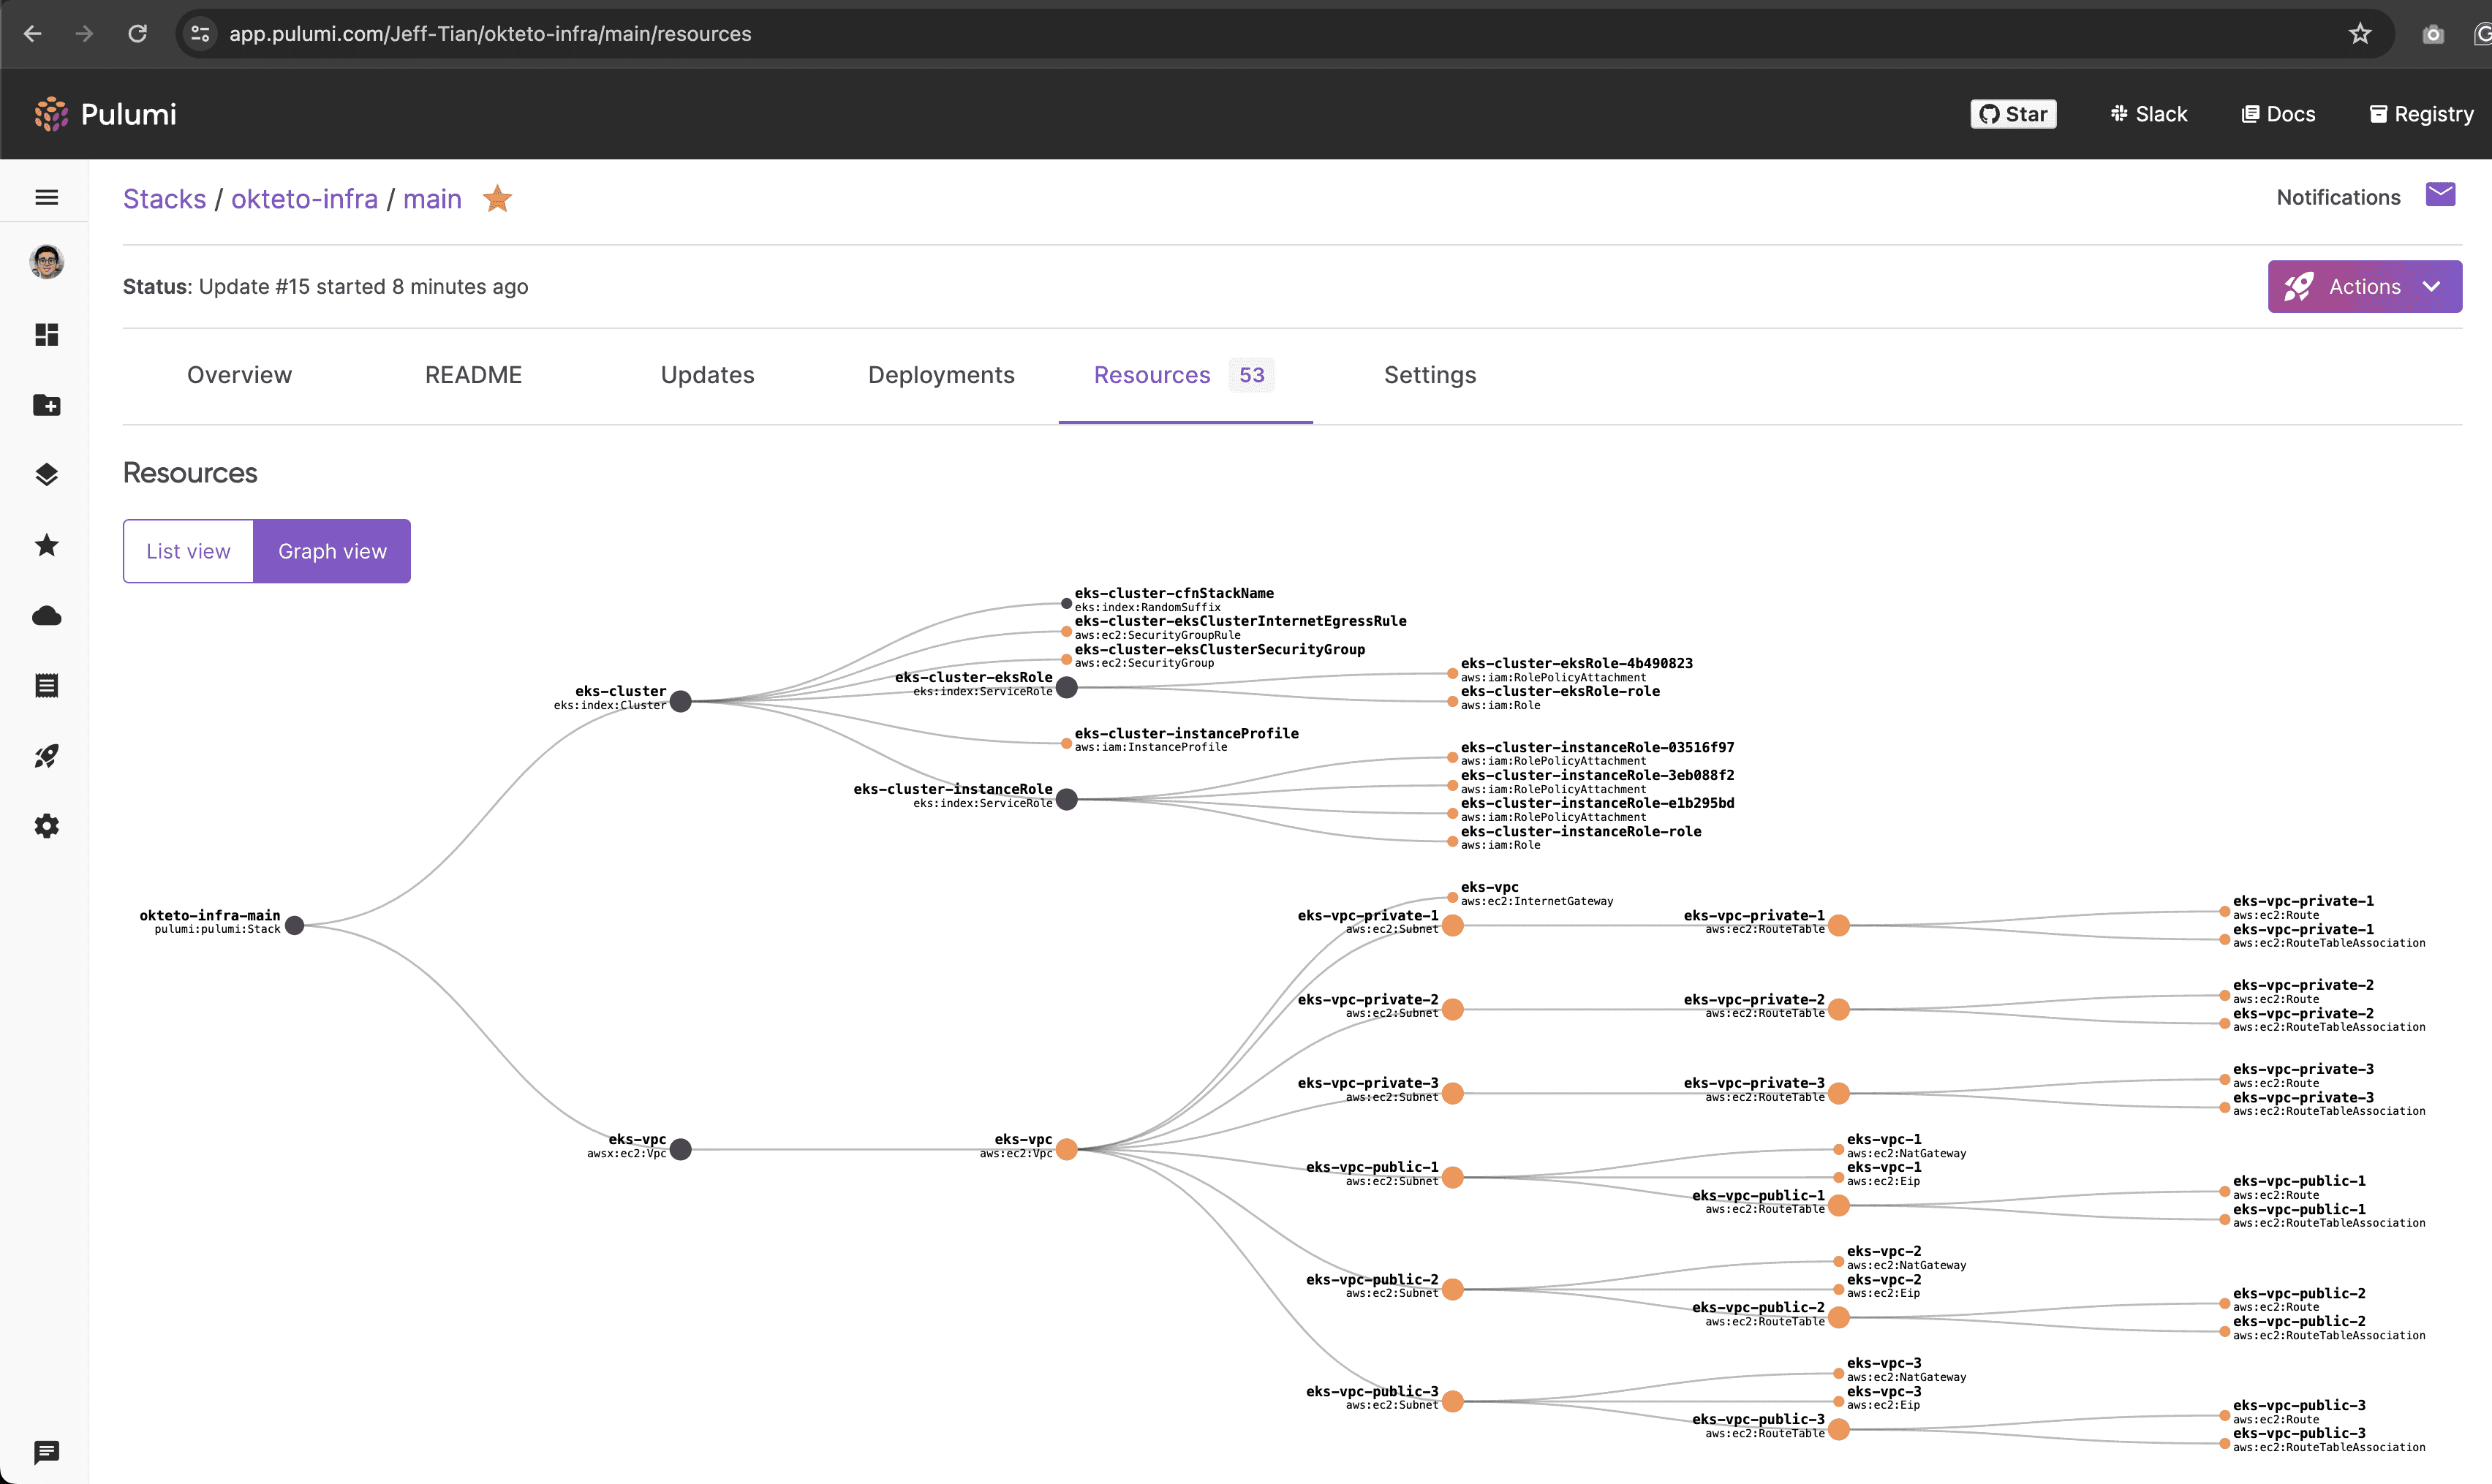 app.pulumi.com/Jeff-Tian/okteto-infra/main/resources
Pulumi
Star
Slack
Docs
Registry
Stacks / okteto-infra / main
Notifications
Status: Update #15 started 8 minutes ago
Actions
Overview
README
Updates
Deployments
Resources 53
Settings
Resources
List view
Graph view
okteto-infra-main
pulumi:pulumi:Stack
eks-cluster
eks:index:Cluster
eks-cluster-cfnStackName
eks:index:RandomSuffix
eks-cluster-eksClusterInternetEgressRule
aws:ec2:SecurityGroupRule
eks-cluster-eksClusterSecurityGroup
aws:ec2:SecurityGroup
eks-cluster-eksRole
eks:index:ServiceRole
eks-cluster-eksRole-4b490823
aws:iam:RolePolicyAttachment
eks-cluster-eksRole-role
aws:iam:Role
eks-cluster-instanceProfile
aws:iam:InstanceProfile
eks-cluster-instanceRole
eks:index:ServiceRole
eks-cluster-instanceRole-03516f97
aws:iam:RolePolicyAttachment
eks-cluster-instanceRole-3eb088f2
aws:iam:RolePolicyAttachment
eks-cluster-instanceRole-e1b295bd
aws:iam:RolePolicyAttachment
eks-cluster-instanceRole-role
aws:iam:Role
eks-vpc
awsx:ec2:Vpc
eks-vpc
aws:ec2:Vpc
eks-vpc
aws:ec2:InternetGateway
eks-vpc-private-1
aws:ec2:Subnet
eks-vpc-private-1
aws:ec2:RouteTable
eks-vpc-private-1
aws:ec2:Route
eks-vpc-private-1
aws:ec2:RouteTableAssociation
eks-vpc-private-2
aws:ec2:Subnet
eks-vpc-private-2
aws:ec2:RouteTable
eks-vpc-private-2
aws:ec2:Route
eks-vpc-private-2
aws:ec2:RouteTableAssociation
eks-vpc-private-3
aws:ec2:Subnet
eks-vpc-private-3
aws:ec2:RouteTable
eks-vpc-private-3
aws:ec2:Route
eks-vpc-private-3
aws:ec2:RouteTableAssociation
eks-vpc-public-1
aws:ec2:Subnet
eks-vpc-1
aws:ec2:NatGateway
eks-vpc-1
aws:ec2:Eip
eks-vpc-public-1
aws:ec2:RouteTable
eks-vpc-public-1
aws:ec2:Route
eks-vpc-public-1
aws:ec2:RouteTableAssociation
eks-vpc-public-2
aws:ec2:Subnet
eks-vpc-2
aws:ec2:NatGateway
eks-vpc-2
aws:ec2:Eip
eks-vpc-public-2
aws:ec2:RouteTable
eks-vpc-public-2
aws:ec2:Route
eks-vpc-public-2
aws:ec2:RouteTableAssociation
eks-vpc-public-3
aws:ec2:Subnet
eks-vpc-3
aws:ec2:NatGateway
eks-vpc-3
aws:ec2:Eip
eks-vpc-public-3
aws:ec2:RouteTable
eks-vpc-public-3
aws:ec2:Route
eks-vpc-public-3
aws:ec2:RouteTableAssociation